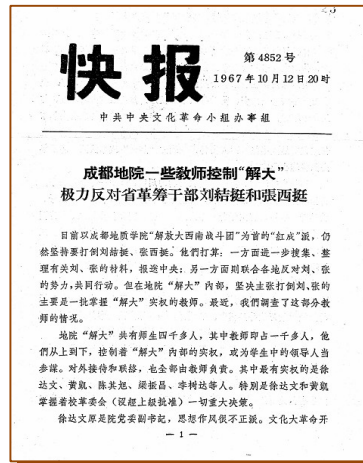 快报
第4852号
1967年10月12日20时
中共中央文化革命小组办事组
成都地院一些教师控制“解大”
极力反对省革筹干部刘结挺和張西挺
目前以成都地质学院“解放大西南战斗团”为首的“红成”派，仍
然坚持要打倒刘结挺、张西挺。他們打算：一方面进一步搜集、整
理有关刘、张的材料，报送中央；另一方面则联合各地反对刘、张
的势力，共同行动。但在地院“解大”內部，坚决主张打倒刘、张的
主要是一批掌握“解大”实权的教师。最近，我們調查了这部分教
师的情况。
地院“解大”共有师生四千多人，其中教师即占一千多人，他
們从上到下，控制着“解大”內部的实权，或为学生中的領导人当
参谋。对外接待和联络，也全部由教师負責。其中最有实权的是徐
达文、黄凱、陈其旭、梁振昌、李树达等人。特别是徐达文和黄凱
掌握着校革委会（没經上級批准）一切重大决策。
徐达文原是院党委副书記，思想作风很不正派。文化大革命开
— 1 —